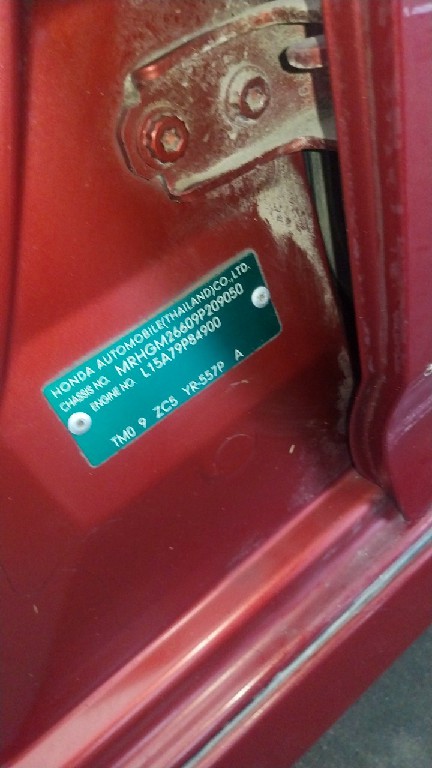 HONDA AUTOMOBILE(THAILAND)CO.,LTD.
CHASSIS NO. MRHGM26609P209050
ENGINE NO. L15A79P84900
TM0 9 ZC5 YR-557P A